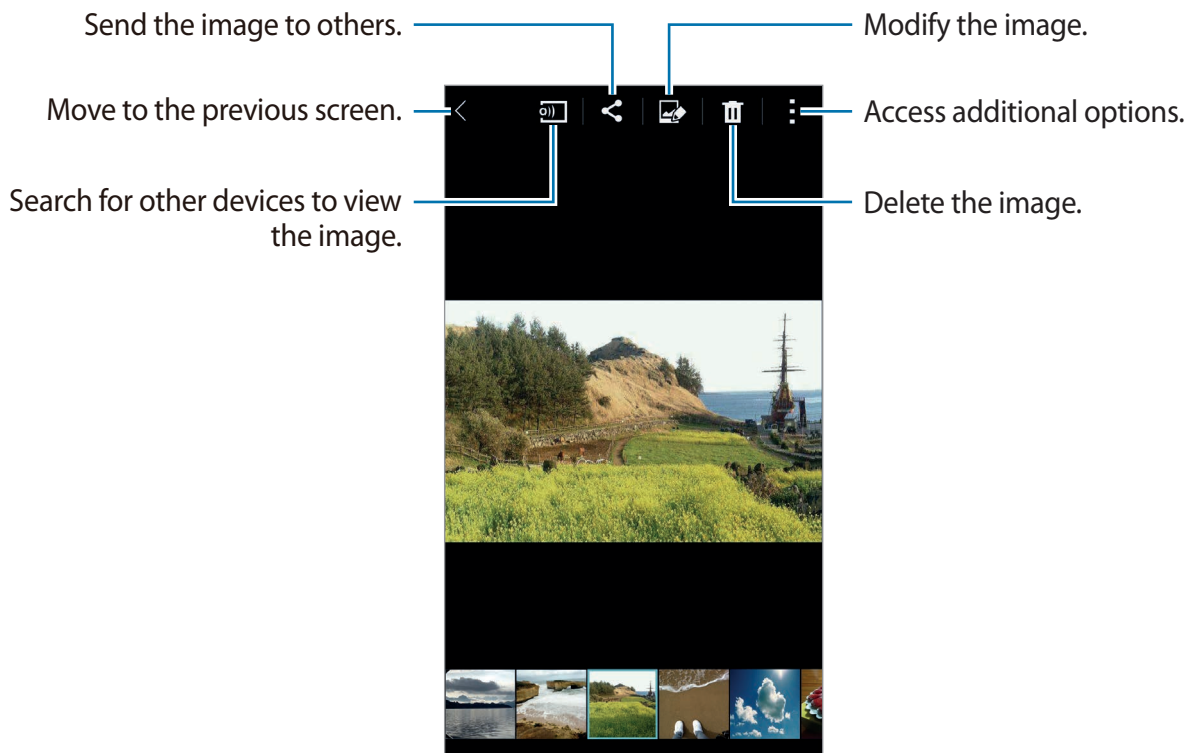 Send the image to others.
Modify the image.
Move to the previous screen.
Access additional options.
Search for other devices to view
the image.
Delete the image.